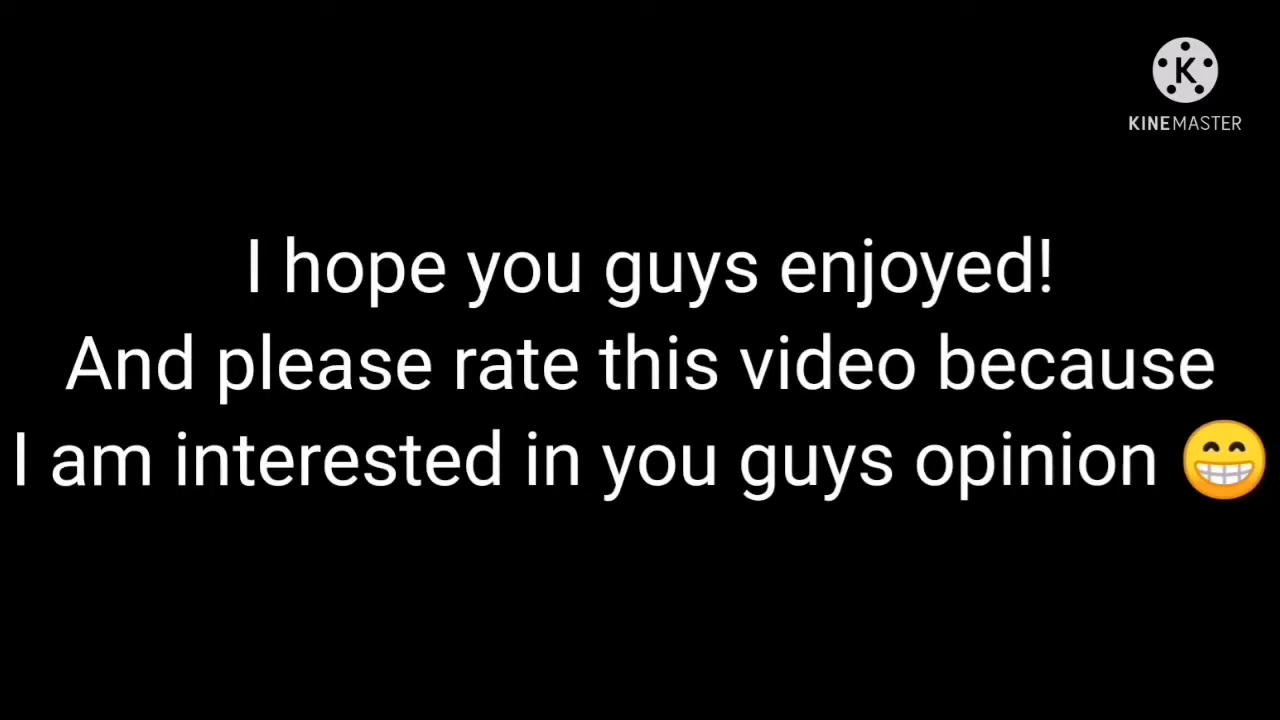 K
KINEMASTER
I hope you guys enjoyed!
And please rate this video because
I am interested in you guys opinion 😁